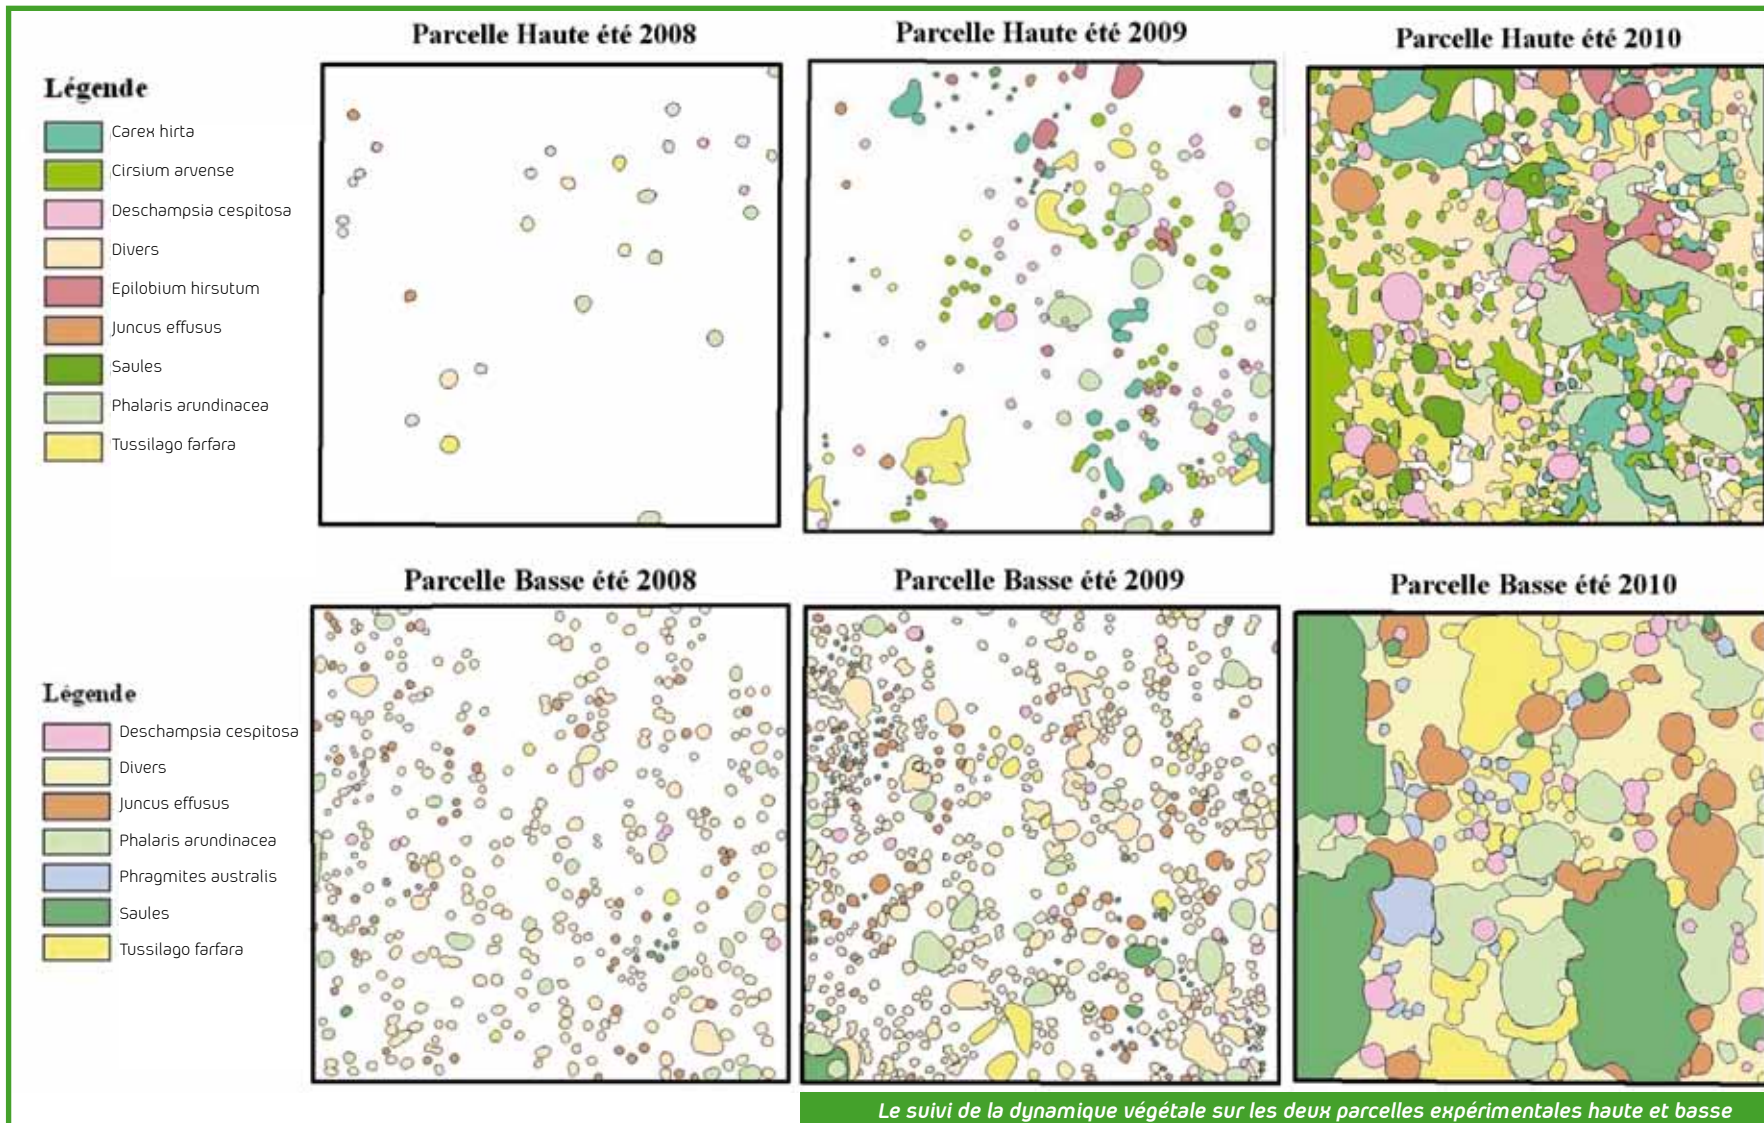 Parcelle Haute été 2008
Parcelle Haute été 2009
Parcelle Haute été 2010
Légende
Carex hirta
Cirsium arvense
Deschampsia cespitosa
Divers
Epilobium hirsutum
Juncus effusus
Saules
Phalaris arundinacea
Tussilago farfara
Parcelle Basse été 2008
Parcelle Basse été 2009
Parcelle Basse été 2010
Légende
Deschampsia cespitosa
Divers
Juncus effusus
Phalaris arundinacea
Phragmites australis
Saules
Tussilago farfara
Le suivi de la dynamique végétale sur les deux parcelles expérimentales haute et basse